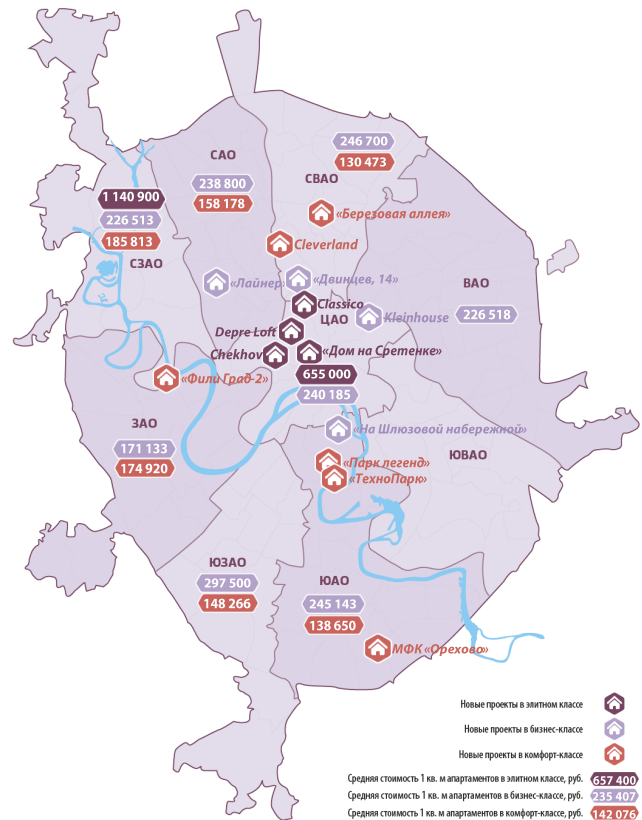 246 700
130 473
СВАО
САО
238 800
158 178
1 140 900
226 513
185 813
СЗАО
«Березовая аллея»
Cleverland
«Лайнер»
«Двинцев, 14»
ВАО
226 518
Classico
ЦАО
Kleinhouse
Depre Loft
Chekhov
«Дом на Сретенке»
655 000
240 185
«Фили Град-2»
ЗАО
171 133
174 920
«На Шлюзовой набережной»
ЮВАО
«Парк легенд»
«ТехноПарк»
ЮЗАО
297 500
148 266
ЮАО
245 143
138 650
МФК «Орехово»
Новые проекты в элитном классе
Новые проекты в бизнес-классе
Новые проекты в комфорт-классе
Средняя стоимость 1 кв. м апартаментов в элитном классе, руб. 657 400
Средняя стоимость 1 кв. м апартаментов в бизнес-классе, руб. 235 407
Средняя стоимость 1 кв. м апартаментов в комфорт-классе, руб. 142 076